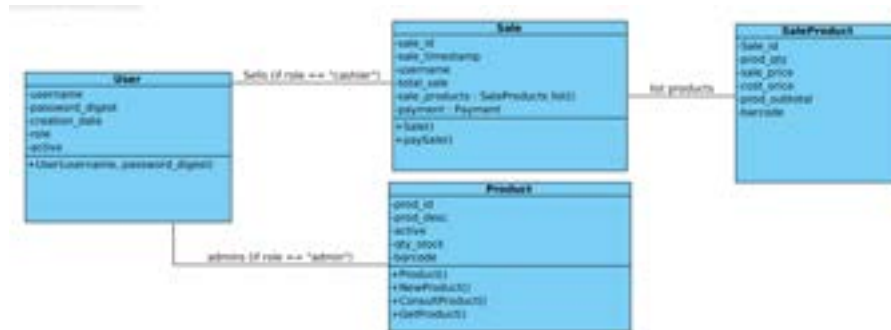 User
-username
-password_digest
-creation_date
-role
-active
+User(username, password_digest)
Sells (if role == "cashier")
Sale
-sale_id
-sale_timestamp
-username
-total_sale
-sale_products : SaleProducts list()
-payment : Payment
+Sale()
+paySale()
list products
SaleProduct
-Sale_id
-prod_qty
-sale_price
-cost_price
-prod_subtotal
-barcode
admins (if role == "admin")
Product
-prod_id
-prod_desc
-active
-qty_stock
-barcode
+Product()
+NewProduct()
+ConsultProduct()
+GetProduct()